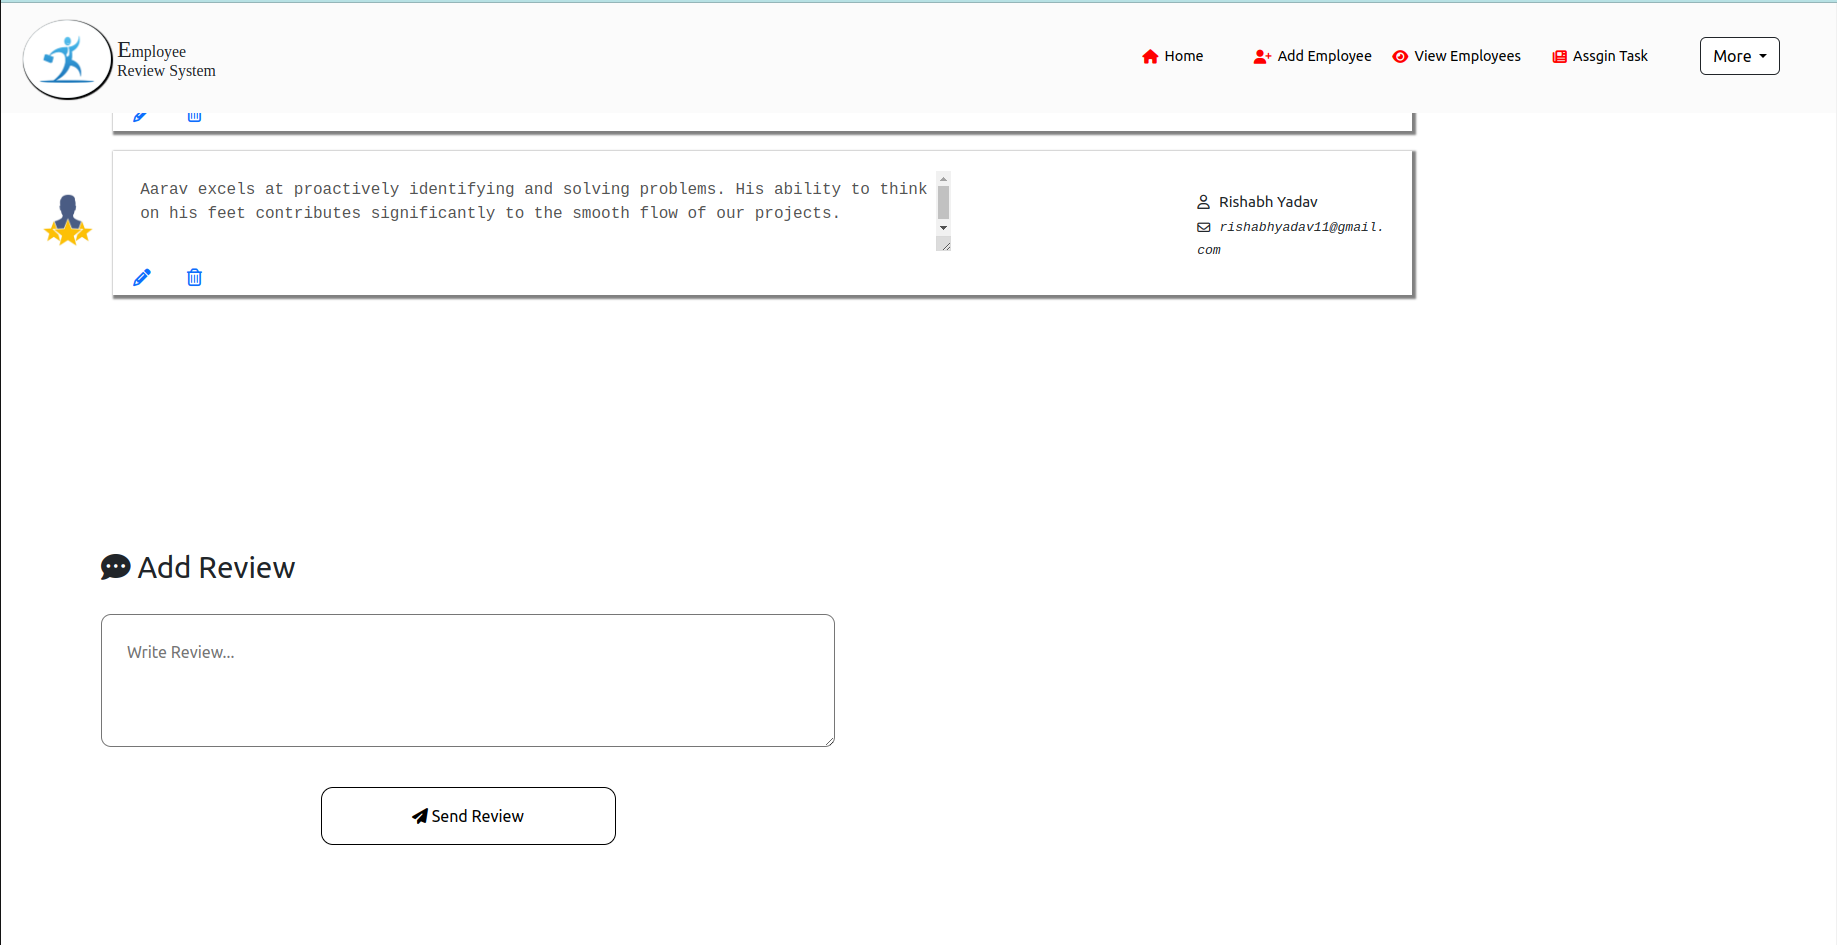 Employee
Review System
Home
Add Employee
View Employees
Assgin Task
More
Aarav excels at proactively identifying and solving problems. His ability to think
on his feet contributes significantly to the smooth flow of our projects.
Rishabh Yadav
rishabhyadav11@gmail.
com
Add Review
Write Review...
Send Review